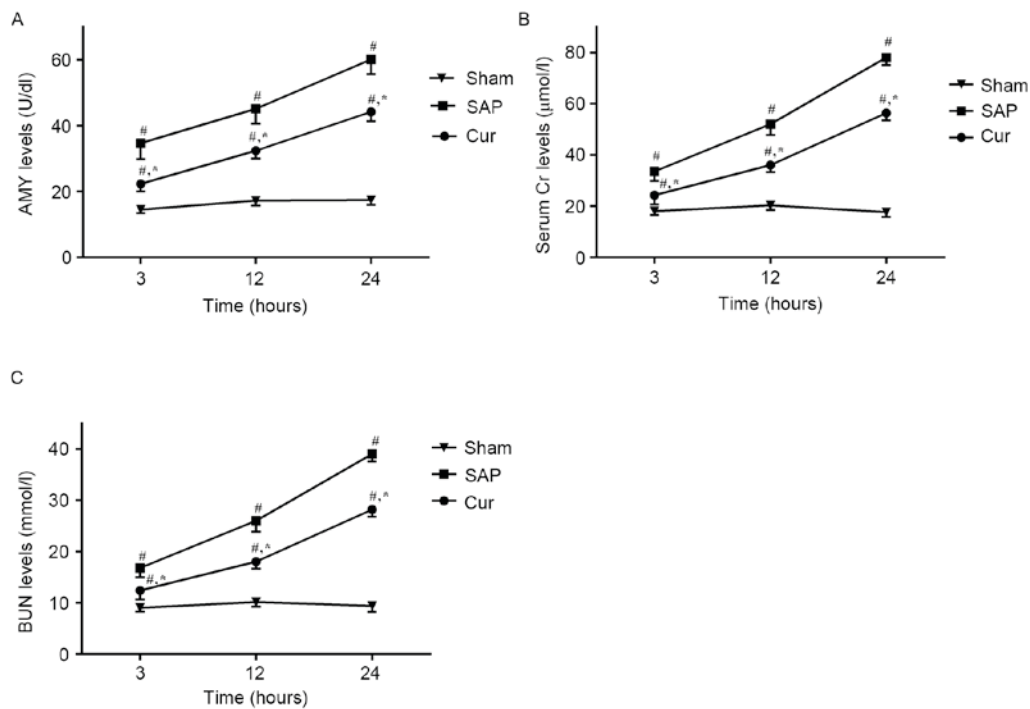 A
AMY levels (U/dl)
60
40
20
0
#
#
#
#,*
#,*
#,*
3
12
24
Time (hours)
Sham
SAP
Cur
B
Serum Cr levels (μmol/l)
80
60
40
20
0
#
#
#
#,*
#,*
#,*
3
12
24
Time (hours)
Sham
SAP
Cur
C
BUN levels (mmol/l)
40
30
20
10
0
#
#
#
#,*
#,*
#,*
3
12
24
Time (hours)
Sham
SAP
Cur